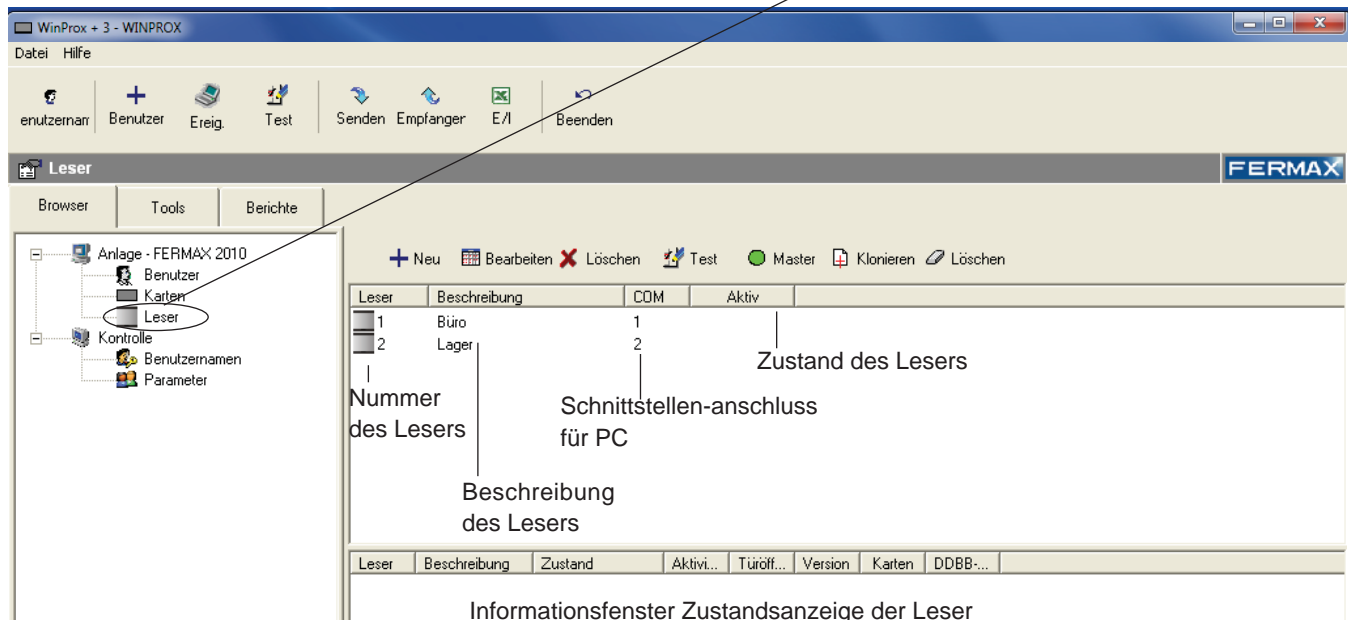 WinProx + 3 - WINPROX
Datei Hilfe
enutzernam Benutzer Ereig. Test Senden Empfanger E/I Beenden
Leser FERMAX
Browser Tools Berichte
Anlage - FERMAX 2010
Benutzer
Karten
Leser
Kontrolle
Benutzernamen
Parameter
Neu Bearbeiten Löschen Test Master Klonieren Löschen
Leser Beschreibung COM Aktiv
1 Büro 1
2 Lager 2
Zustand des Lesers
Nummer
des Lesers
Schnittstellen-anschluss
für PC
Beschreibung
des Lesers
Leser Beschreibung Zustand Aktivi... Türöff... Version Karten DDBB-...
Informationsfenster Zustandsanzeige der Leser